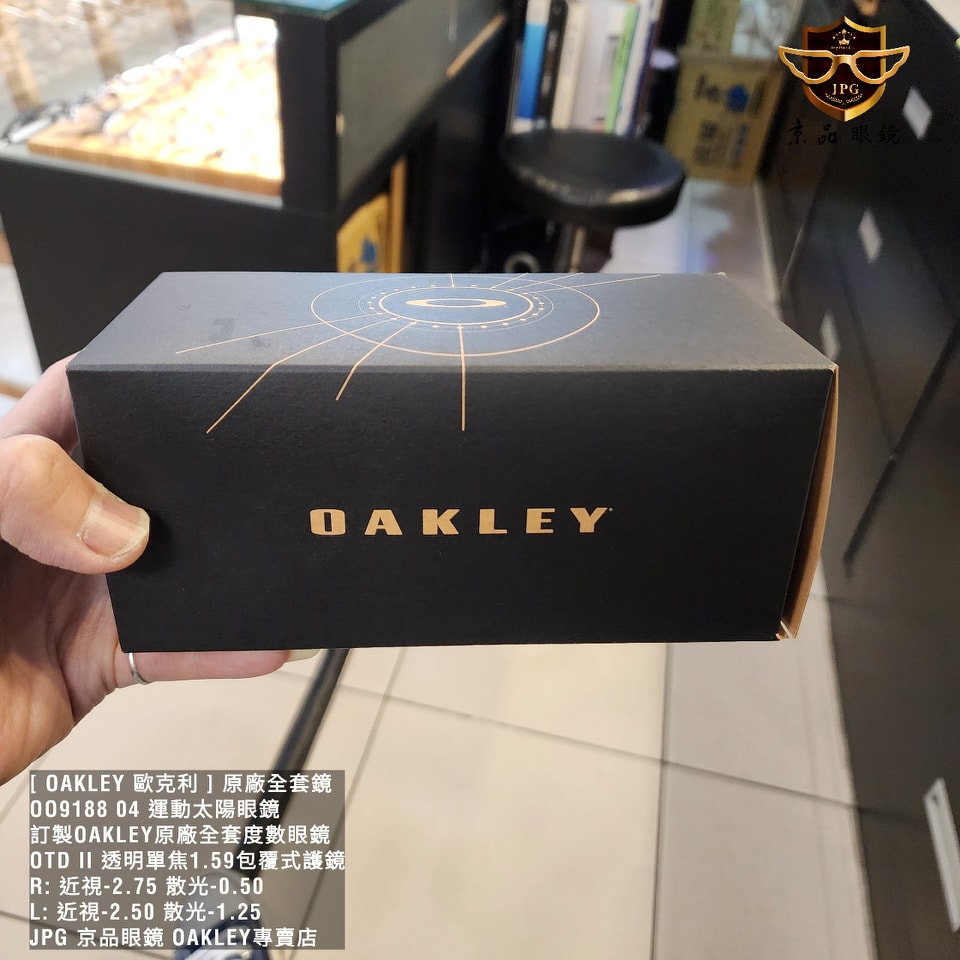 JPG
京品眼鏡
OAKLEY
[ OAKLEY 歐克利 ] 原廠全套鏡
OO9188 04 運動太陽眼鏡
訂製OAKLEY原廠全套度數眼鏡
OTD II 透明單焦1.59包覆式護鏡
R: 近視-2.75 散光-0.50
L: 近視-2.50 散光-1.25
JPG 京品眼鏡 OAKLEY專賣店